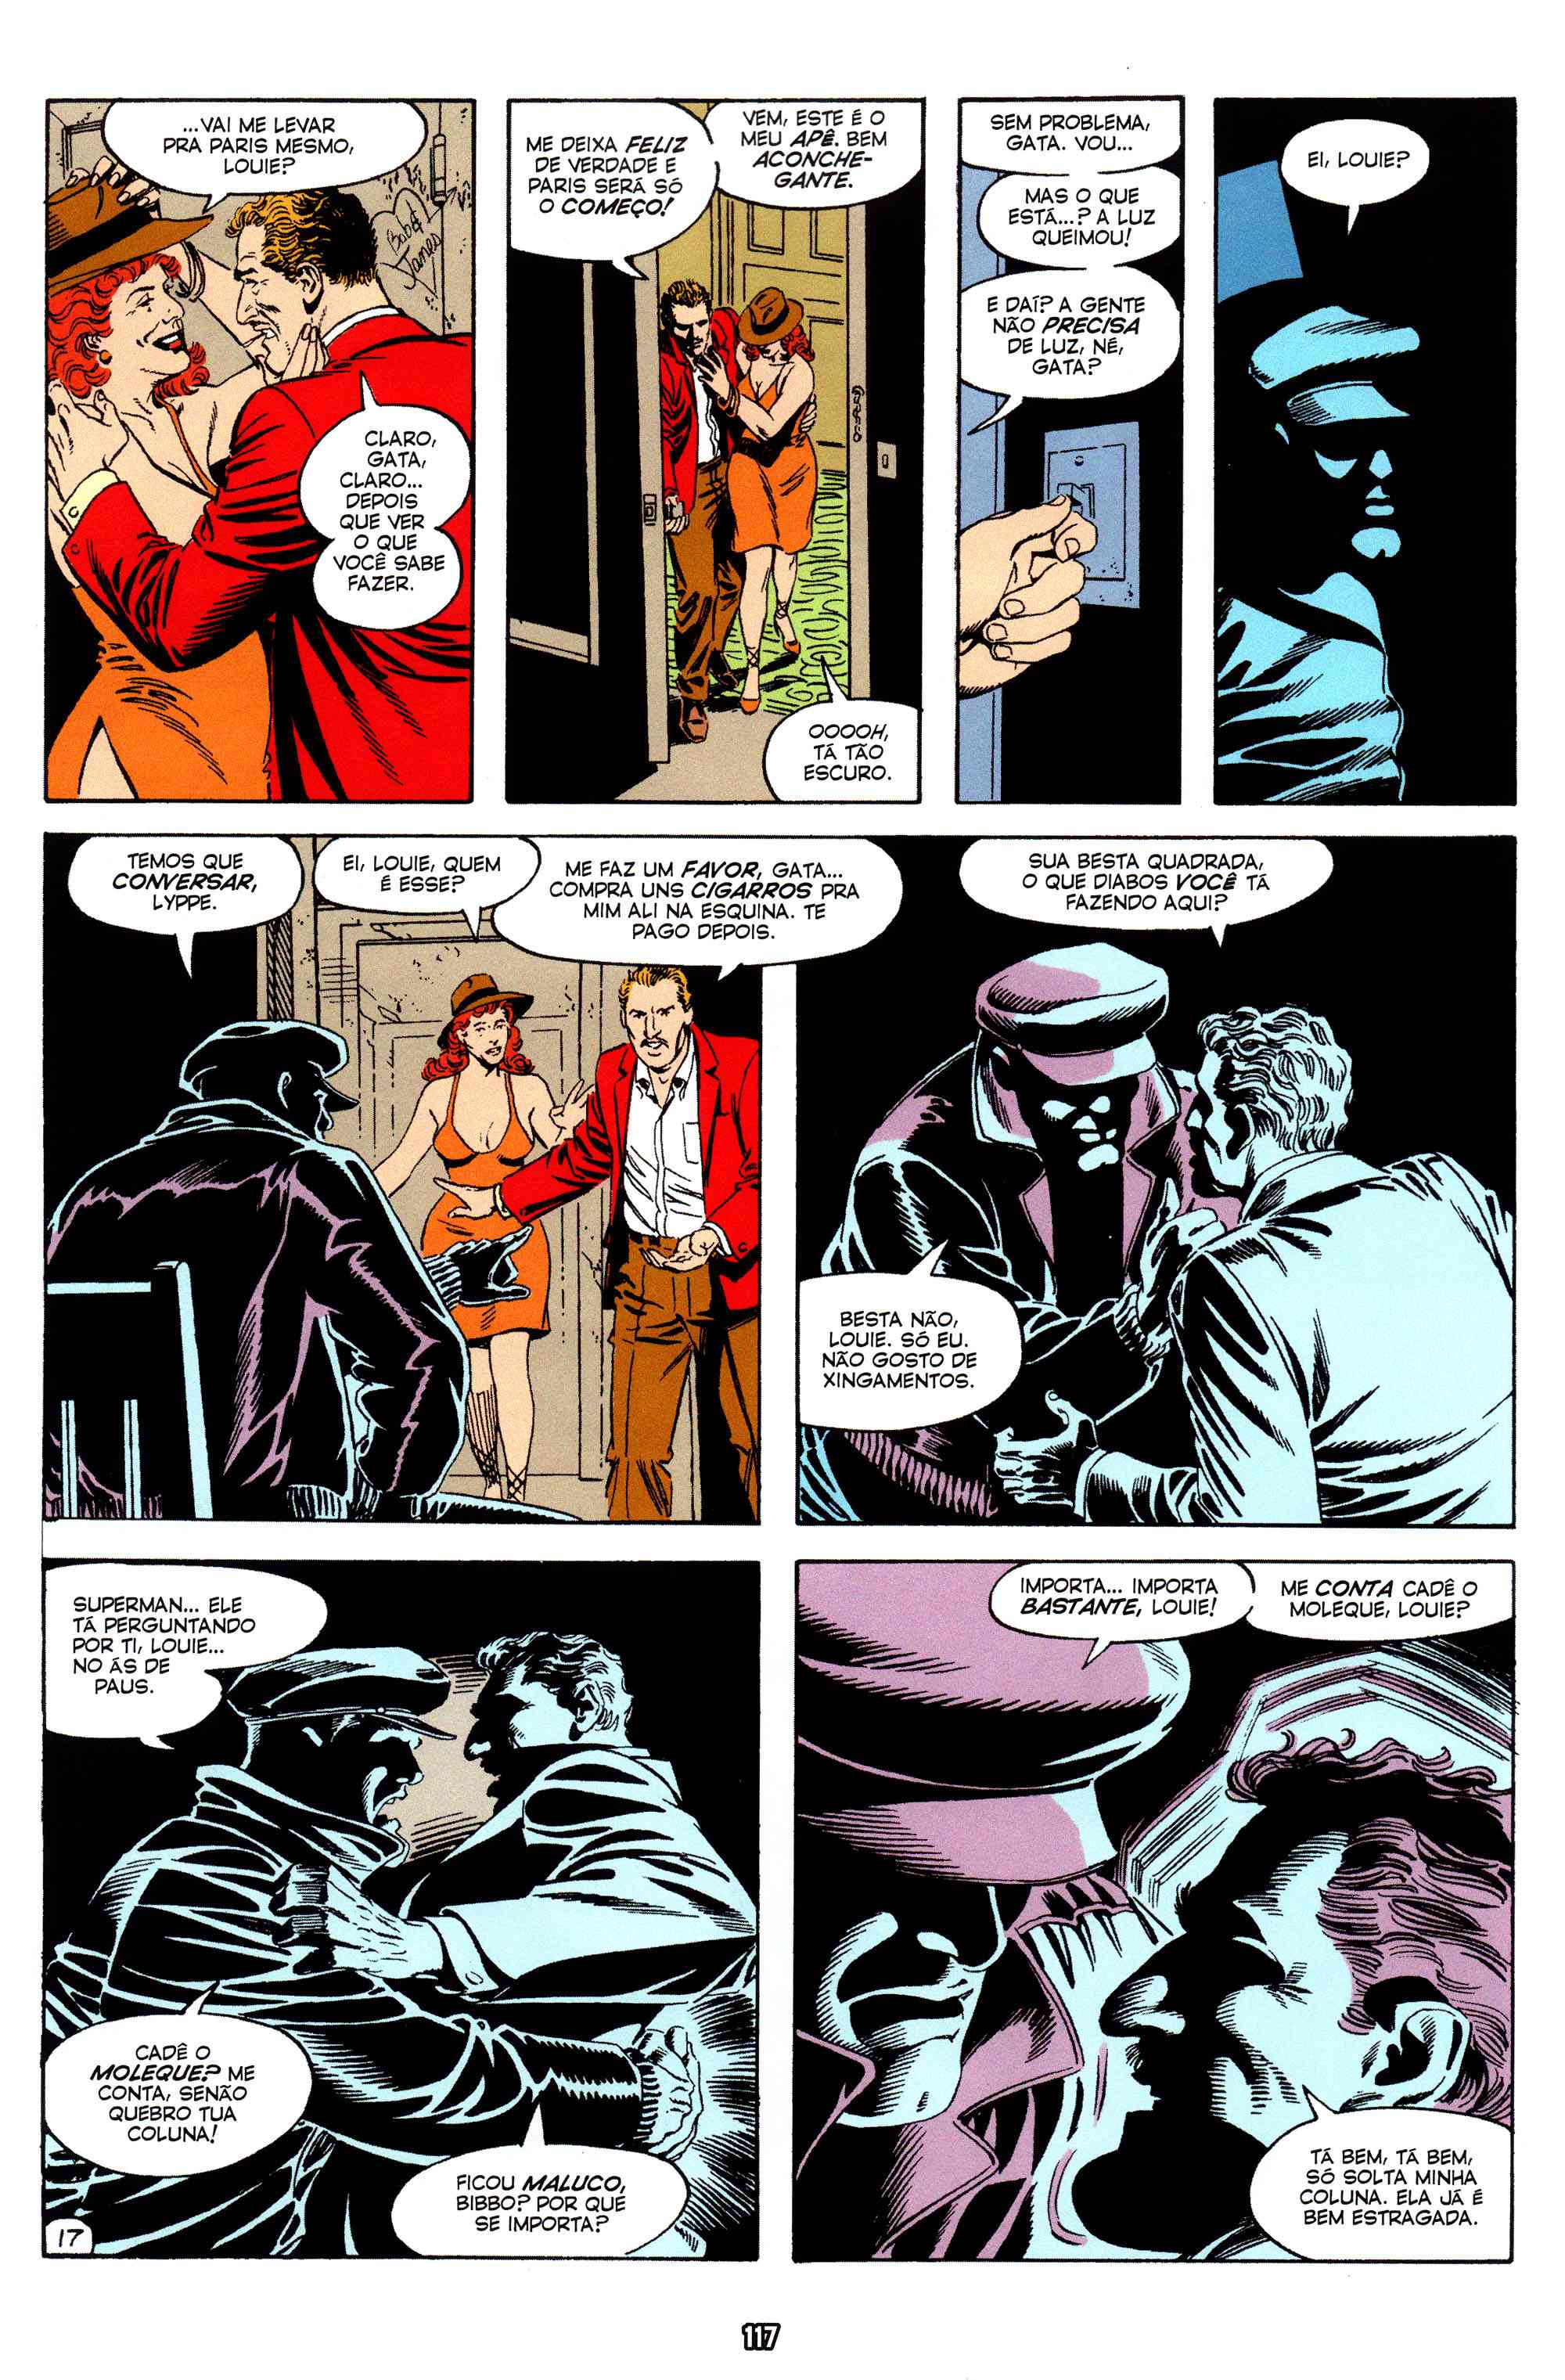 ...VAI ME LEVAR
PRA PARIS MESMO,
LOUIE?
Bob &
James
CLARO,
GATA,
CLARO...
DEPOIS
QUE VER
O QUE
VOCÊ SABE
FAZER.
ME DEIXA FELIZ
DE VERDADE E
PARIS SERÁ SÓ
O COMEÇO!
VEM, ESTE É O
MEU APÊ. BEM
ACONCHE-
GANTE.
OOOOH,
TÁ TÃO
ESCURO.
SEM PROBLEMA,
GATA. VOU...
MAS O QUE
ESTÁ...? A LUZ
QUEIMOU!
E DAÍ? A GENTE
NÃO PRECISA
DE LUZ, NÉ,
GATA?
EI, LOUIE?
TEMOS QUE
CONVERSAR,
LYPPE.
EI, LOUIE, QUEM
É ESSE?
ME FAZ UM FAVOR, GATA...
COMPRA UNS CIGARROS PRA
MIM ALI NA ESQUINA. TE
PAGO DEPOIS.
SUA BESTA QUADRADA,
O QUE DIABOS VOCÊ TÁ
FAZENDO AQUI?
BESTA NÃO,
LOUIE. SÓ EU.
NÃO GOSTO DE
XINGAMENTOS.
SUPERMAN... ELE
TÁ PERGUNTANDO
POR TI, LOUIE...
NO ÁS DE
PAUS.
CADÊ O
MOLEQUE? ME
CONTA, SENÃO
QUEBRO TUA
COLUNA!
FICOU MALUCO,
BIBBO? POR QUE
SE IMPORTA?
17
IMPORTA... IMPORTA
BASTANTE, LOUIE!
ME CONTA CADÊ O
MOLEQUE, LOUIE?
TÁ BEM, TÁ BEM,
SÓ SOLTA MINHA
COLUNA. ELA JÁ É
BEM ESTRAGADA.
117